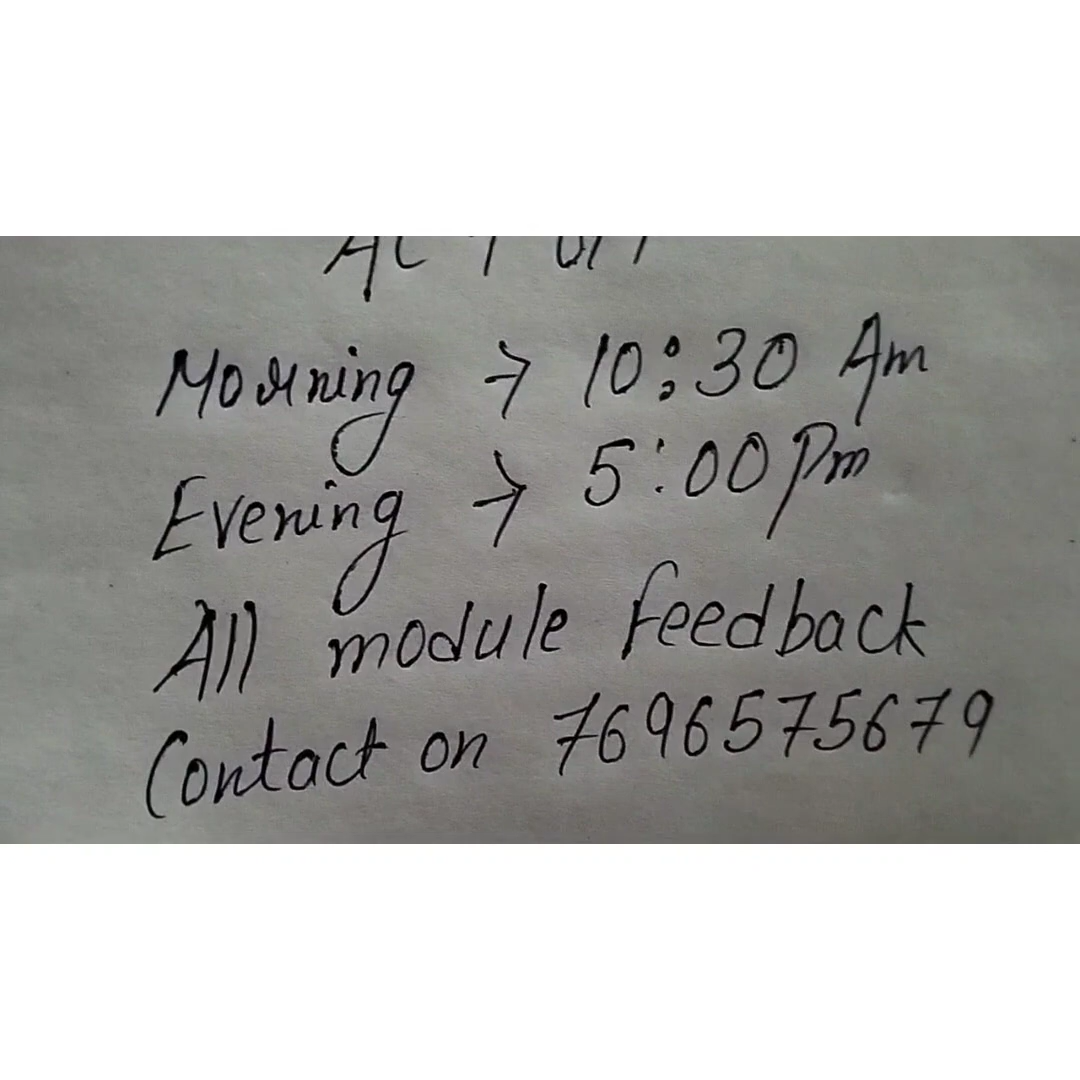 Morning → 10:30 Am
Evening → 5:00 Pm
All module feedback
Contact on 7696575679